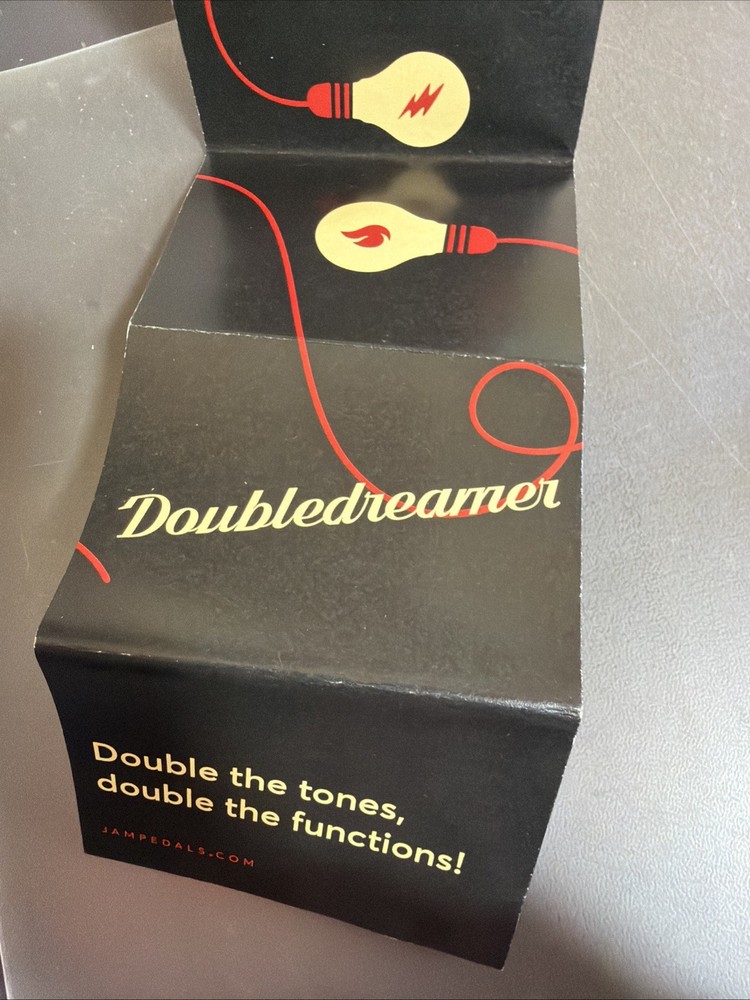 Doubledreamer
Double the tones,
double the functions!
JAMPEDALS.COM